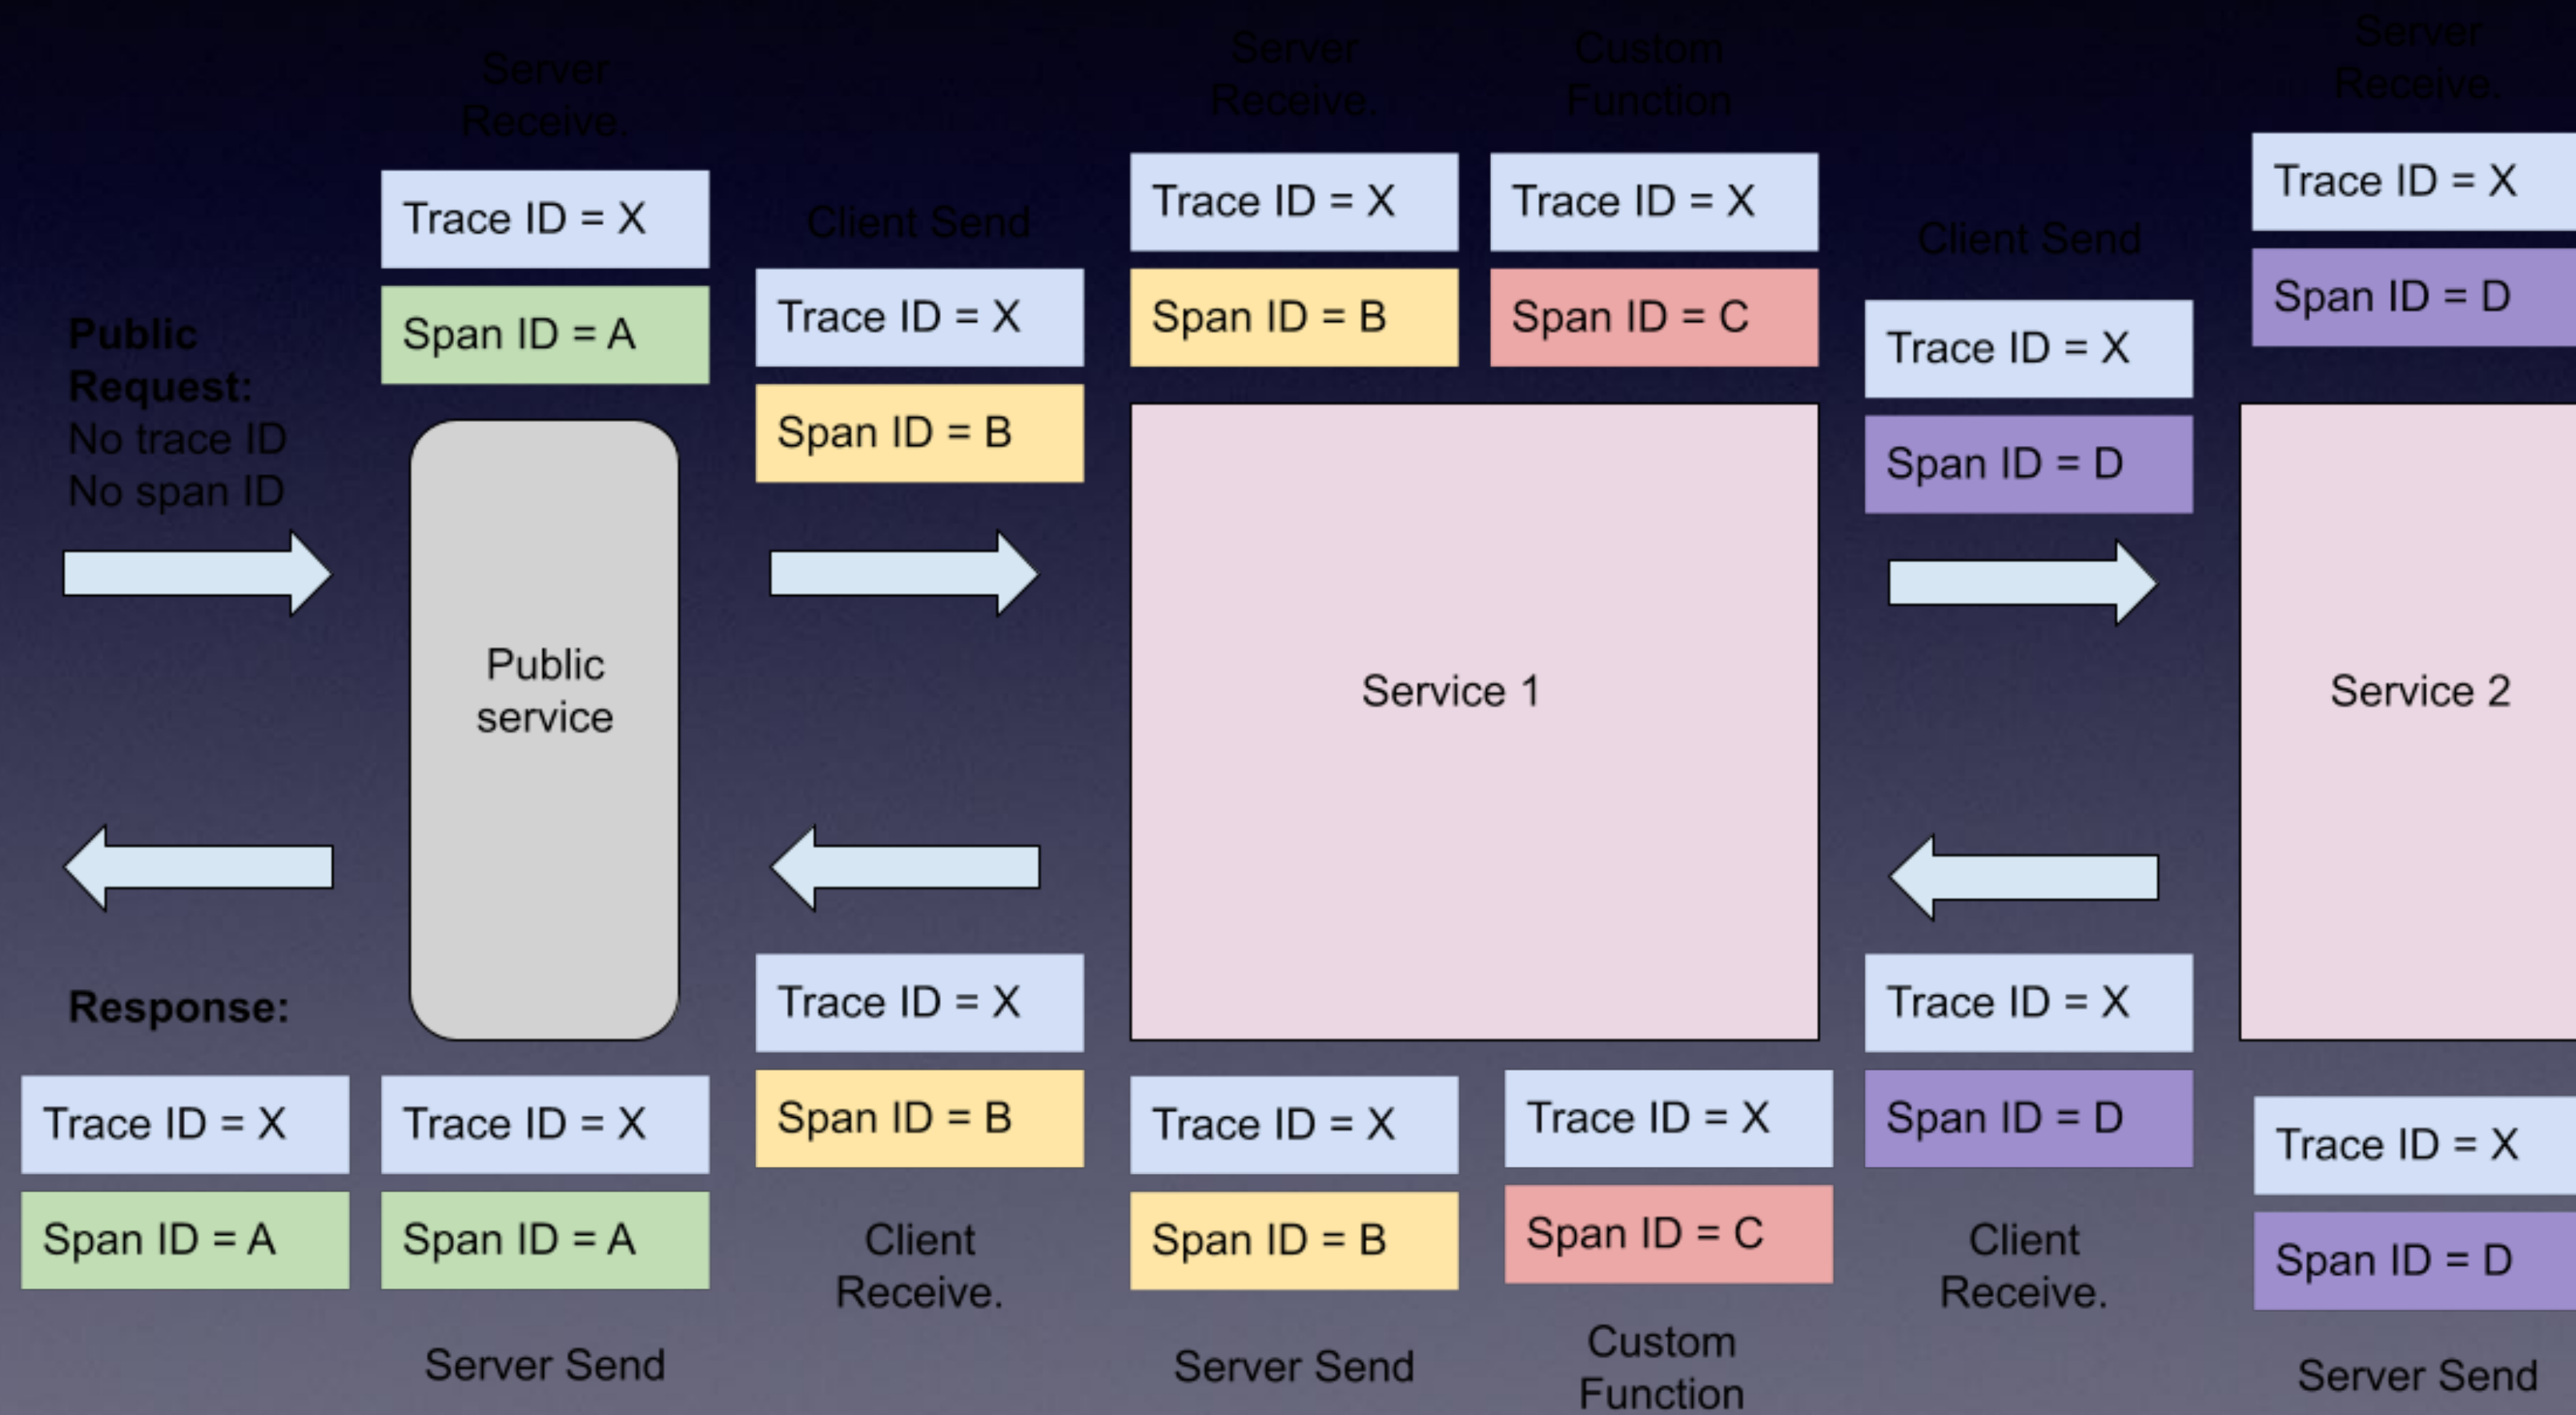 Server
Receive.
Trace ID = X
Span ID = A
Public
Request:
No trace ID
No span ID
Public
service
Response:
Trace ID = X
Span ID = A
Trace ID = X
Span ID = A
Server Send
Client Send
Trace ID = X
Span ID = B
Trace ID = X
Span ID = B
Client
Receive.
Server
Receive.
Trace ID = X
Span ID = B
Custom
Function
Trace ID = X
Span ID = C
Service 1
Trace ID = X
Span ID = B
Server Send
Trace ID = X
Span ID = C
Custom
Function
Client Send
Trace ID = X
Span ID = D
Trace ID = X
Span ID = D
Client
Receive.
Server
Receive.
Trace ID = X
Span ID = D
Service 2
Trace ID = X
Span ID = D
Server Send